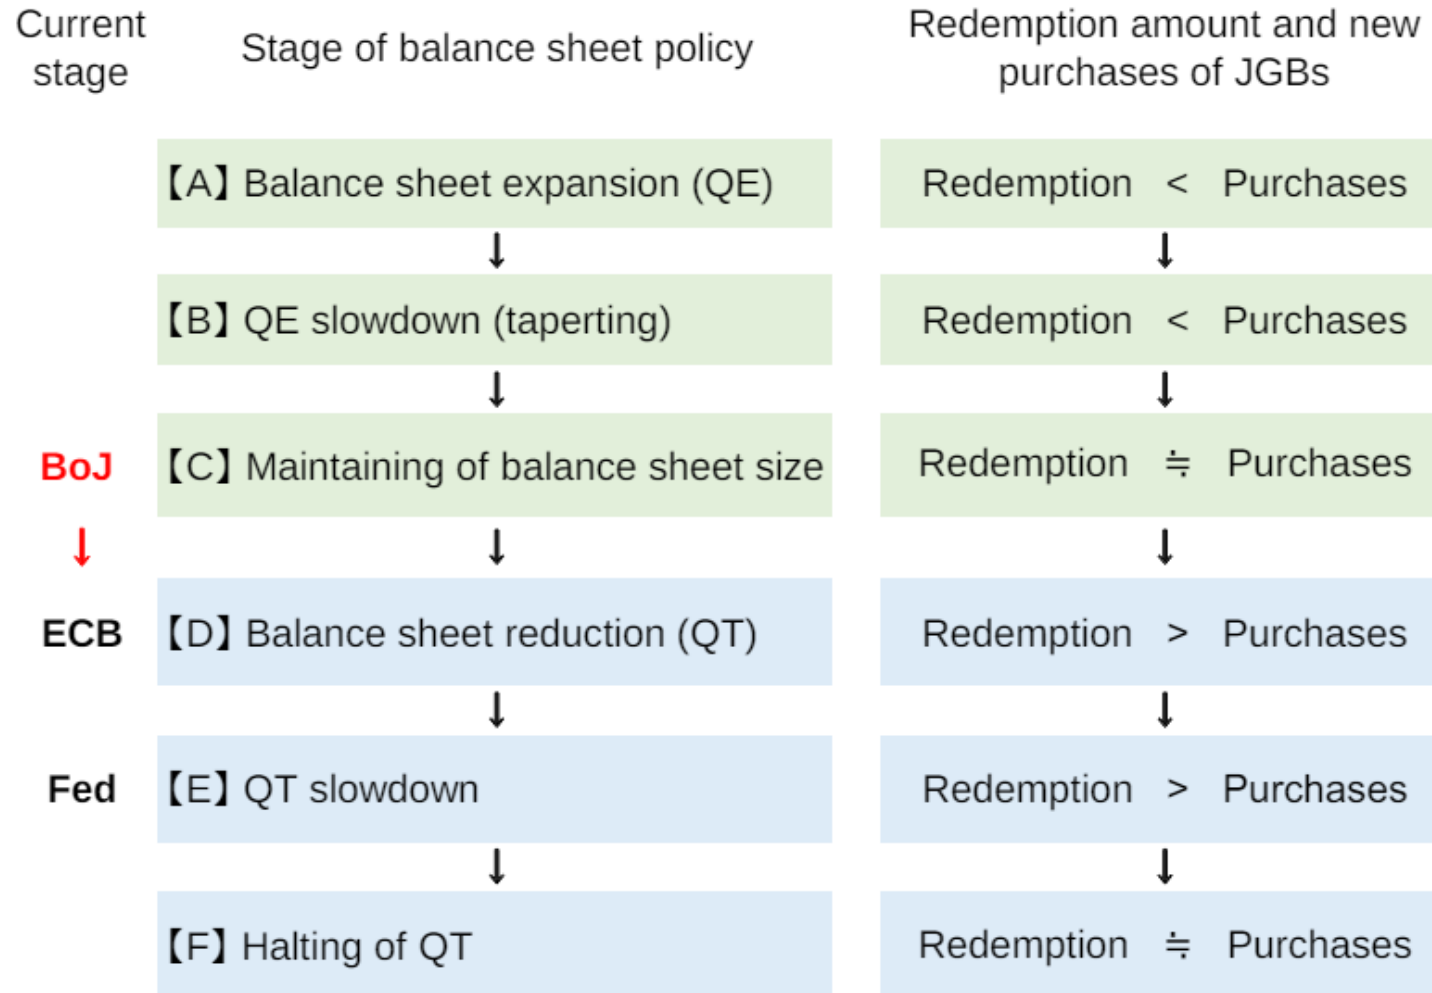 Current
stage
Stage of balance sheet policy
Redemption amount and new
purchases of JGBs
【A】Balance sheet expansion (QE)
Redemption < Purchases
↓ ↓
【B】QE slowdown (taperting)
Redemption < Purchases
↓ ↓
BoJ
【C】Maintaining of balance sheet size
Redemption ≒ Purchases
↓ ↓ ↓
ECB
【D】Balance sheet reduction (QT)
Redemption > Purchases
↓ ↓
Fed
【E】QT slowdown
Redemption > Purchases
↓ ↓
【F】Halting of QT
Redemption ≒ Purchases